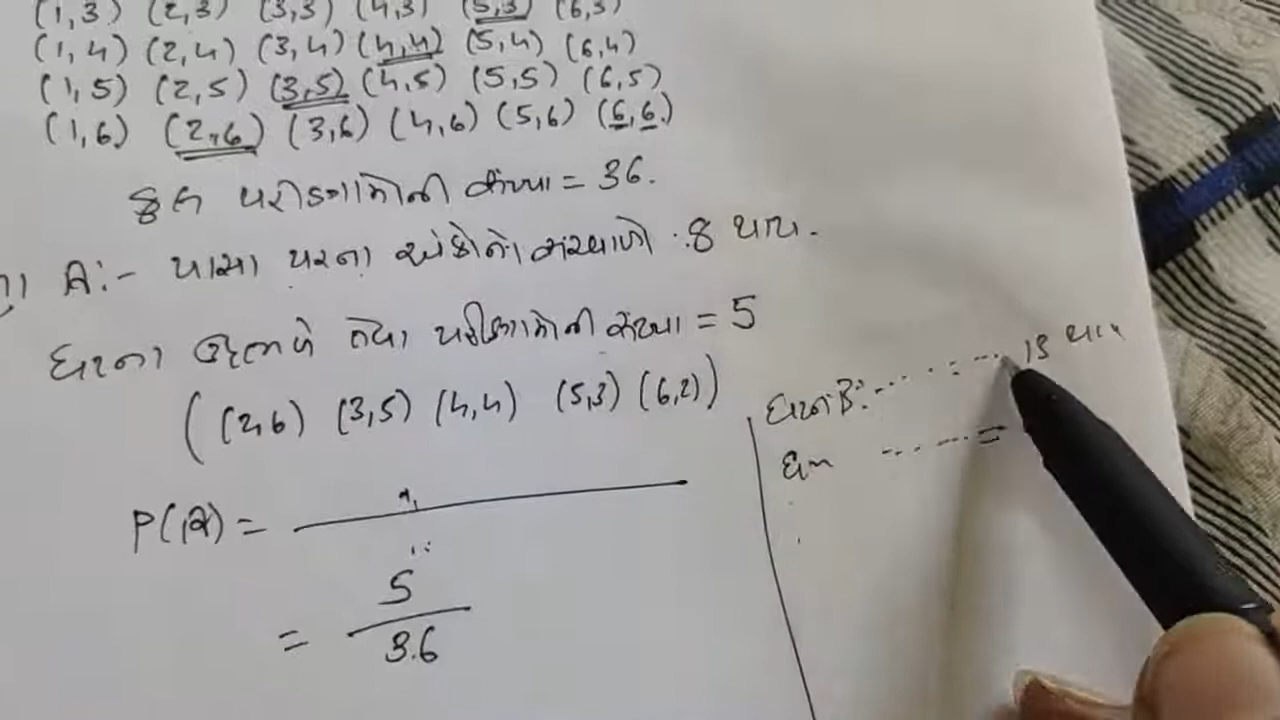 (1,3) (2,3) (3,3) (4,3) (5,3) (6,3)
(1,4) (2,4) (3,4) (4,4) (5,4) (6,4)
(1,5) (2,5) (3,5) (4,5) (5,5) (6,5)
(1,6) (2,6) (3,6) (4,6) (5,6) (6,6)
કુલ પરીણામોની સંખ્યા = 36.
A:- પાસા પરના અંકોનો સરવાળો 8 થાય.
ઘટના ઉદ્દભવે તેવા પરીણામોની સંખ્યા = 5
((2,6) (3,5) (4,4) (5,3) (6,2))
ઘટના B:- ..... 13 થાય
ઘટ ..... =
P(A) =
= 5/36